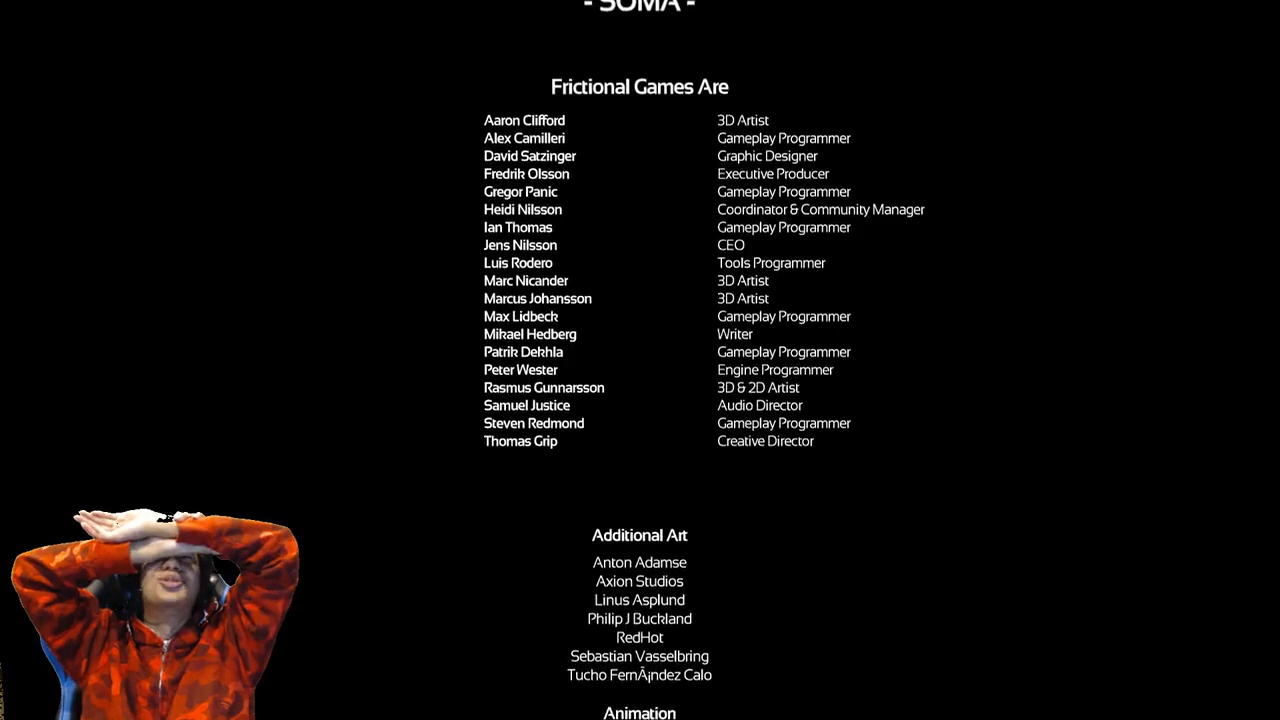 - SOMA -
Frictional Games Are
Aaron Clifford 3D Artist
Alex Camilleri Gameplay Programmer
David Satzinger Graphic Designer
Fredrik Olsson Executive Producer
Gregor Panic Gameplay Programmer
Heidi Nilsson Coordinator & Community Manager
Ian Thomas Gameplay Programmer
Jens Nilsson CEO
Luis Rodero Tools Programmer
Marc Nicander 3D Artist
Marcus Johansson 3D Artist
Max Lidbeck Gameplay Programmer
Mikael Hedberg Writer
Patrik Dekhla Gameplay Programmer
Peter Wester Engine Programmer
Rasmus Gunnarsson 3D & 2D Artist
Samuel Justice Audio Director
Steven Redmond Gameplay Programmer
Thomas Grip Creative Director
Additional Art
Anton Adamse
Axion Studios
Linus Asplund
Philip J Buckland
RedHot
Sebastian Vasselbring
Tucho FernÃ¡ndez Calo
Animation